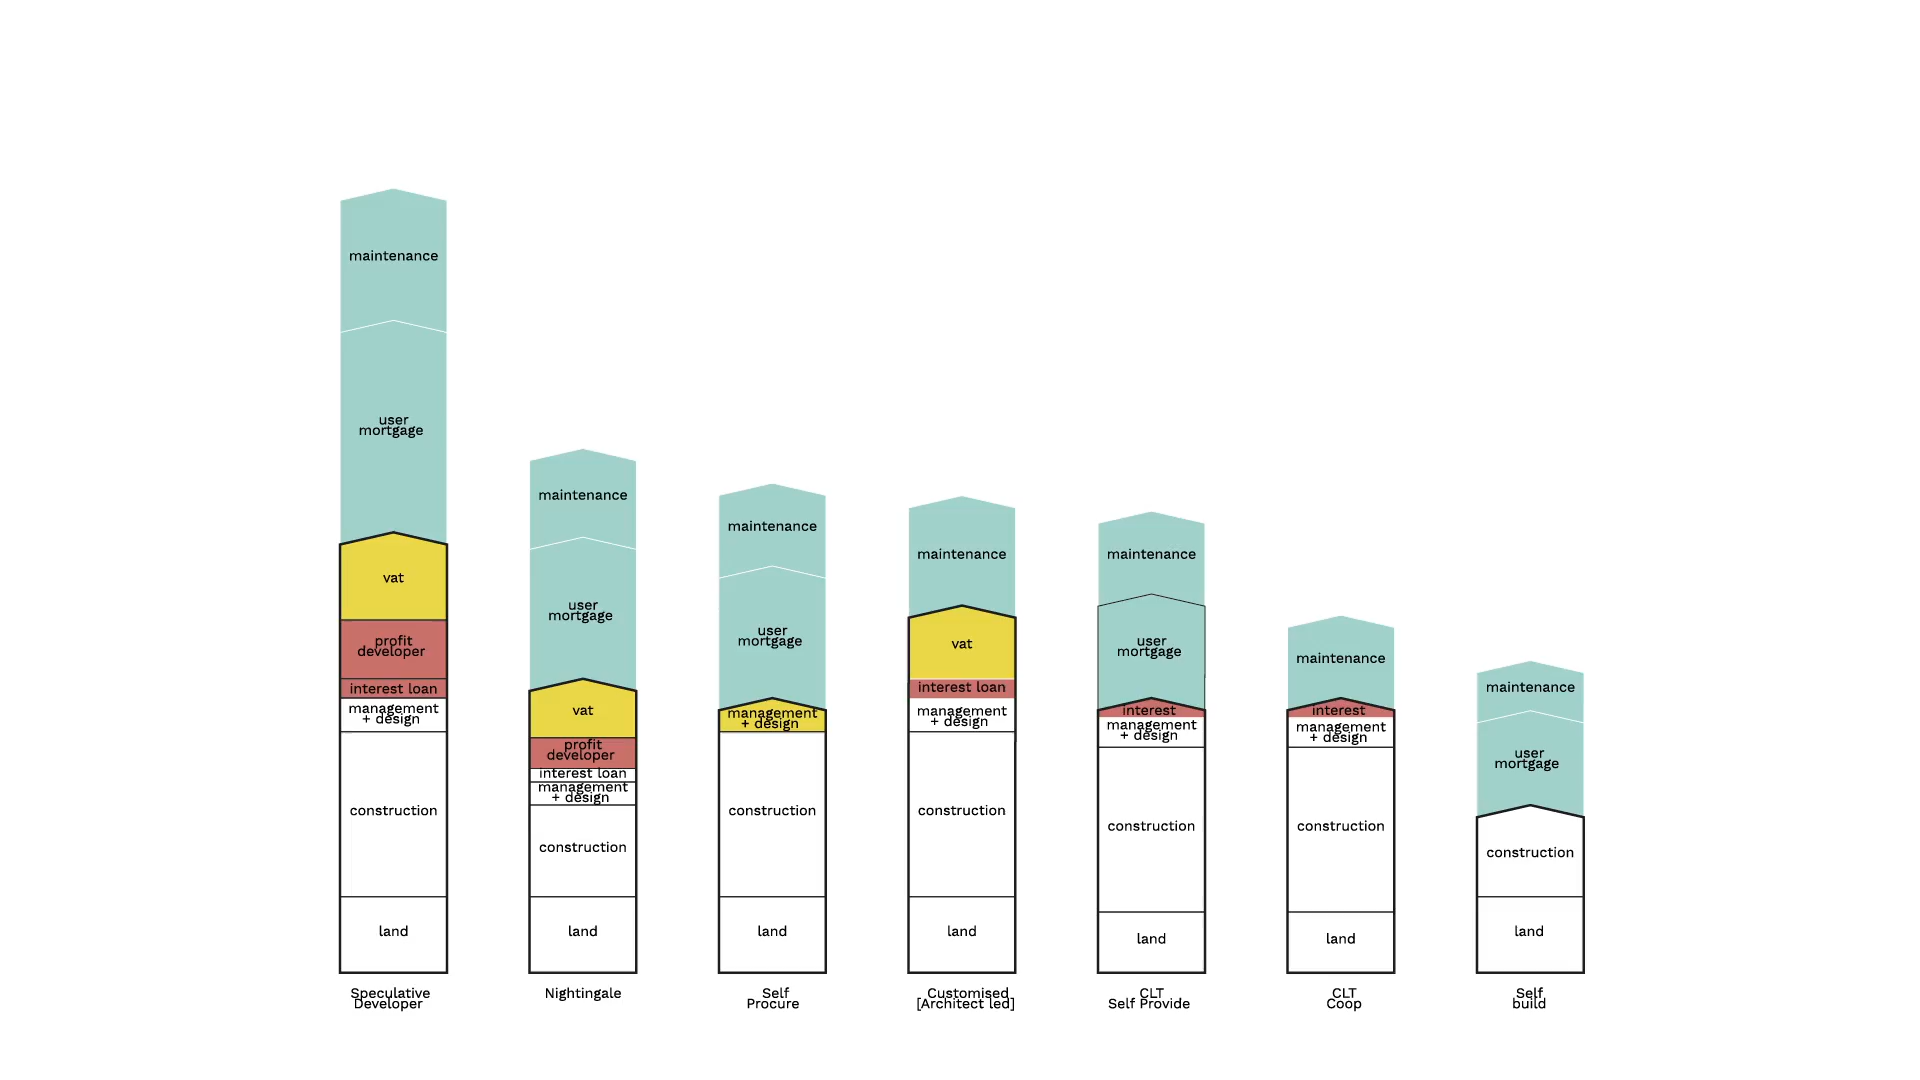 maintenance
user
mortgage
vat
profit
developer
interest loan
management
+ design
construction
land
Speculative
Developer
maintenance
user
mortgage
vat
profit
developer
interest loan
management
+ design
construction
land
Nightingale
maintenance
user
mortgage
management
+ design
construction
land
Self
Procure
maintenance
vat
interest loan
management
+ design
construction
land
Customised
[Architect led]
maintenance
user
mortgage
interest
management
+ design
construction
land
CLT
Self Provide
maintenance
interest
management
+ design
construction
land
CLT
Coop
maintenance
user
mortgage
construction
land
Self
build